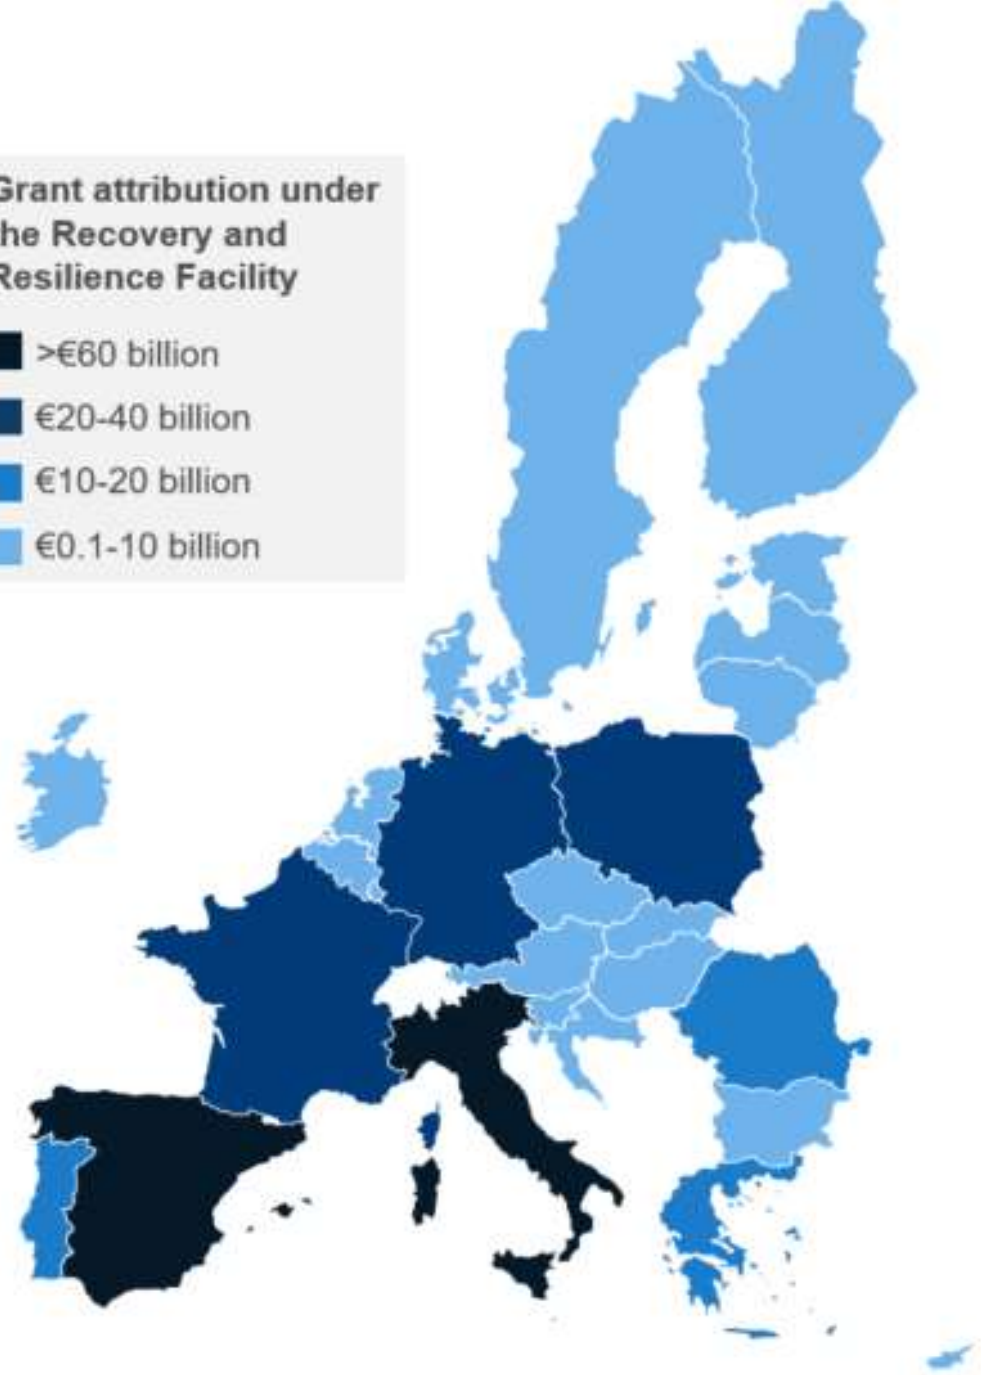 Grant attribution under
the Recovery and
Resilience Facility
>€60 billion
€20-40 billion
€10-20 billion
€0.1-10 billion